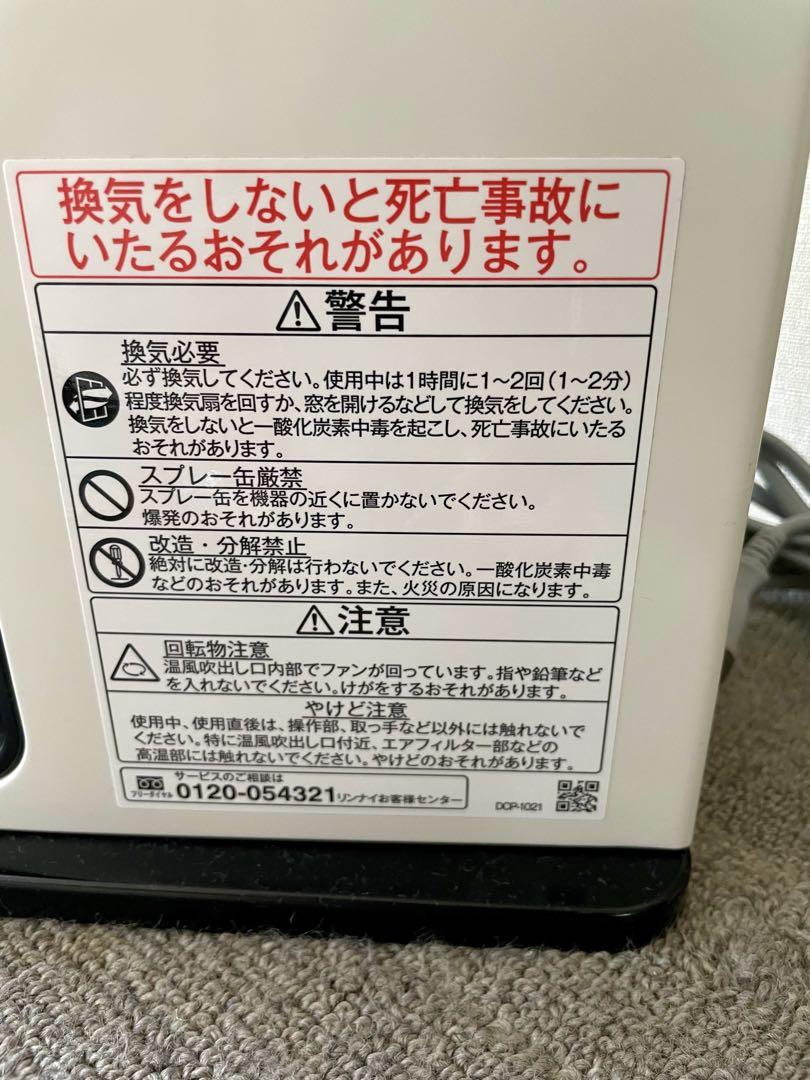 換気をしないと死亡事故に
いたるおそれがあります。
警告
換気必要
必ず換気してください。使用中は1時間に1~2回(1~2分)
程度換気扇を回すか、窓を開けるなどして換気をしてください。
換気をしないと一酸化炭素中毒を起こし、死亡事故にいたる
おそれがあります。
スプレー缶厳禁
スプレー缶を機器の近くに置かないでください。
爆発のおそれがあります。
改造・分解禁止
絶対に改造・分解は行わないでください。一酸化炭素中毒
などのおそれがあります。また、火災の原因になります。
注意
回転物注意
温風吹出し口内部でファンが回っています。指や鉛筆など
を入れないでください。けがをするおそれがあります。
やけど注意
使用中、使用直後は、操作部、取っ手など以外には触れないで
ください。特に温風吹出し口付近、エアフィルター部などの
高温部には触れないでください。やけどのおそれがあります。
サービスのご相談は
フリーダイヤル 0120-054321 リンナイお客様センター
DCP-1021